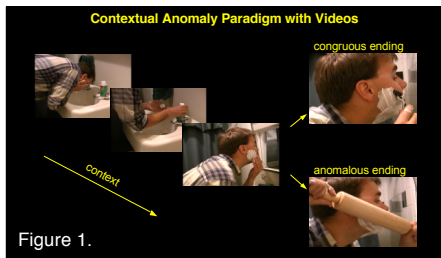 Contextual Anomaly Paradigm with Videos
congruous ending
context
anomalous ending
Figure 1.